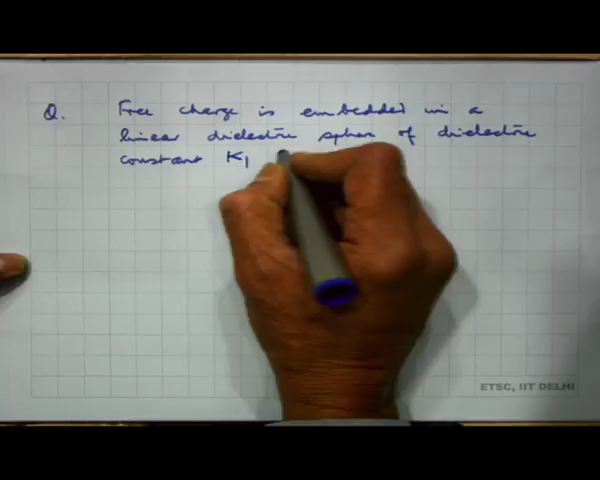 Q. Free charge is embedded in a
linear dielectric sphere of dielectric
constant K1
ETSC, IIT DELHI